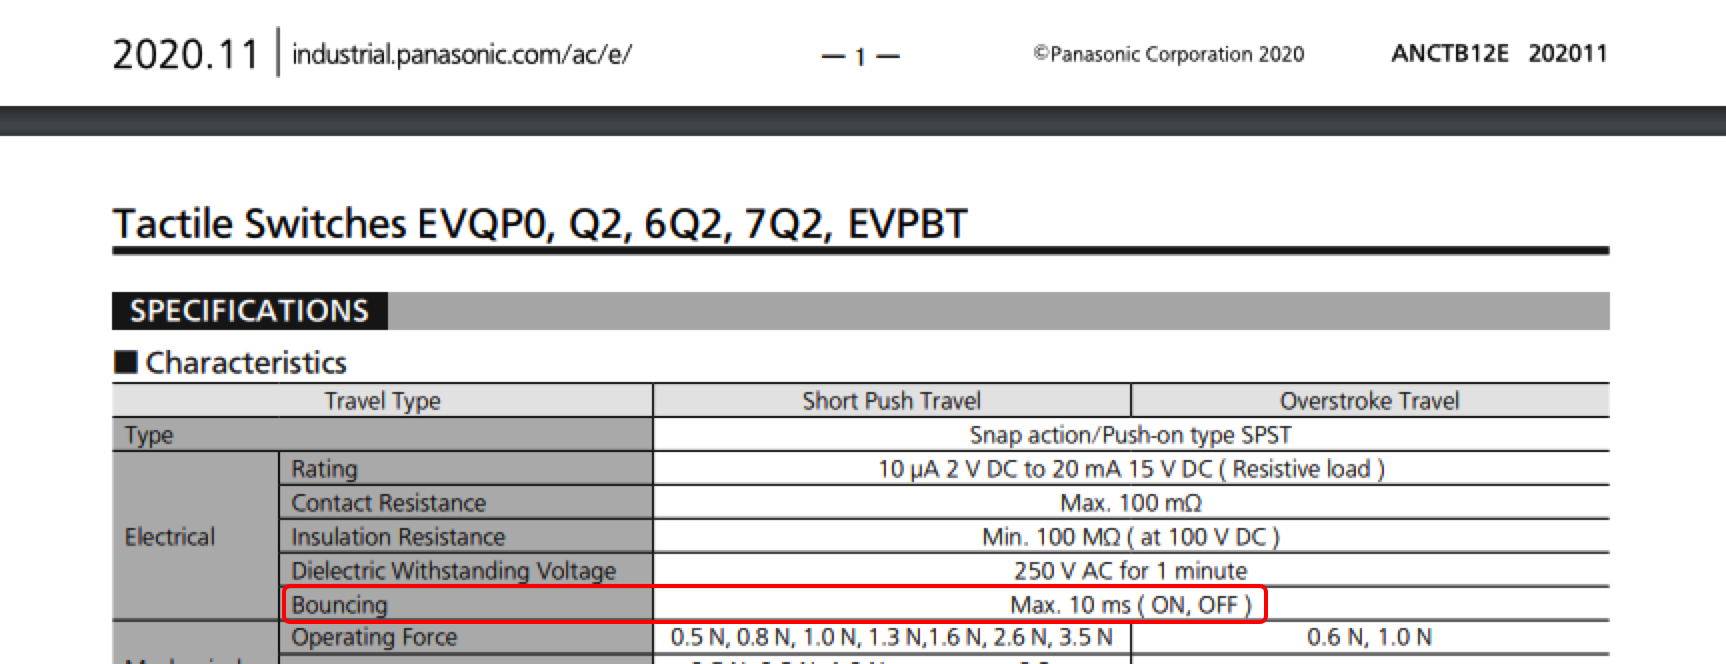 2020.11 industrial.panasonic.com/ac/e/ — 1 — ©Panasonic Corporation 2020 ANCTB12E 202011
Tactile Switches EVQP0, Q2, 6Q2, 7Q2, EVPBT
SPECIFICATIONS
■ Characteristics
Travel Type Short Push Travel Overstroke Travel
Type Snap action/Push-on type SPST
Electrical
Rating 10 μA 2 V DC to 20 mA 15 V DC ( Resistive load )
Contact Resistance Max. 100 mΩ
Insulation Resistance Min. 100 MΩ ( at 100 V DC )
Dielectric Withstanding Voltage 250 V AC for 1 minute
Bouncing Max. 10 ms ( ON, OFF )
Operating Force 0.5 N, 0.8 N, 1.0 N, 1.3 N,1.6 N, 2.6 N, 3.5 N 0.6 N, 1.0 N